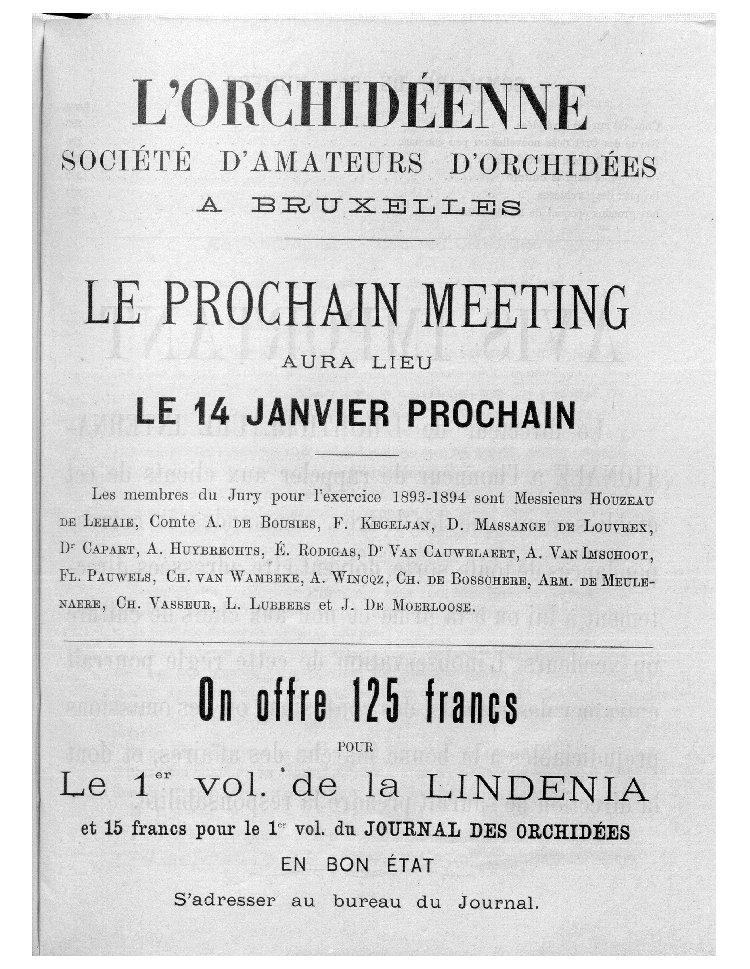 L'ORCHIDÉENNE
SOCIÉTÉ D'AMATEURS D'ORCHIDÉES
A BRUXELLES
LE PROCHAIN MEETING
AURA LIEU
LE 14 JANVIER PROCHAIN
Les membres du Jury pour l'exercice 1893-1894 sont Messieurs HOUZEAU
DE LEHAIE, Comte A. DE BOUSIES, F. KEGELJAN, D. MASSANGE DE LOUVREX,
Dr CAPART, A. HUYBRECHTS, É. RODIGAS, Dr VAN CAUWELAERT, A. VAN IMSCHOOT,
FL. PAUWELS, CH. VAN WAMBEKE, A. WINCQZ, CH. DE BOSSCHERE, ARM. DE MEULE-
NAERE, CH. VASSEUR, L. LUBBERS et J. DE MOERLOOSE.
On offre 125 francs
POUR
Le 1er vol. de la LINDENIA
et 15 francs pour le 1er vol. du JOURNAL DES ORCHIDÉES
EN BON ÉTAT
S'adresser au bureau du Journal.